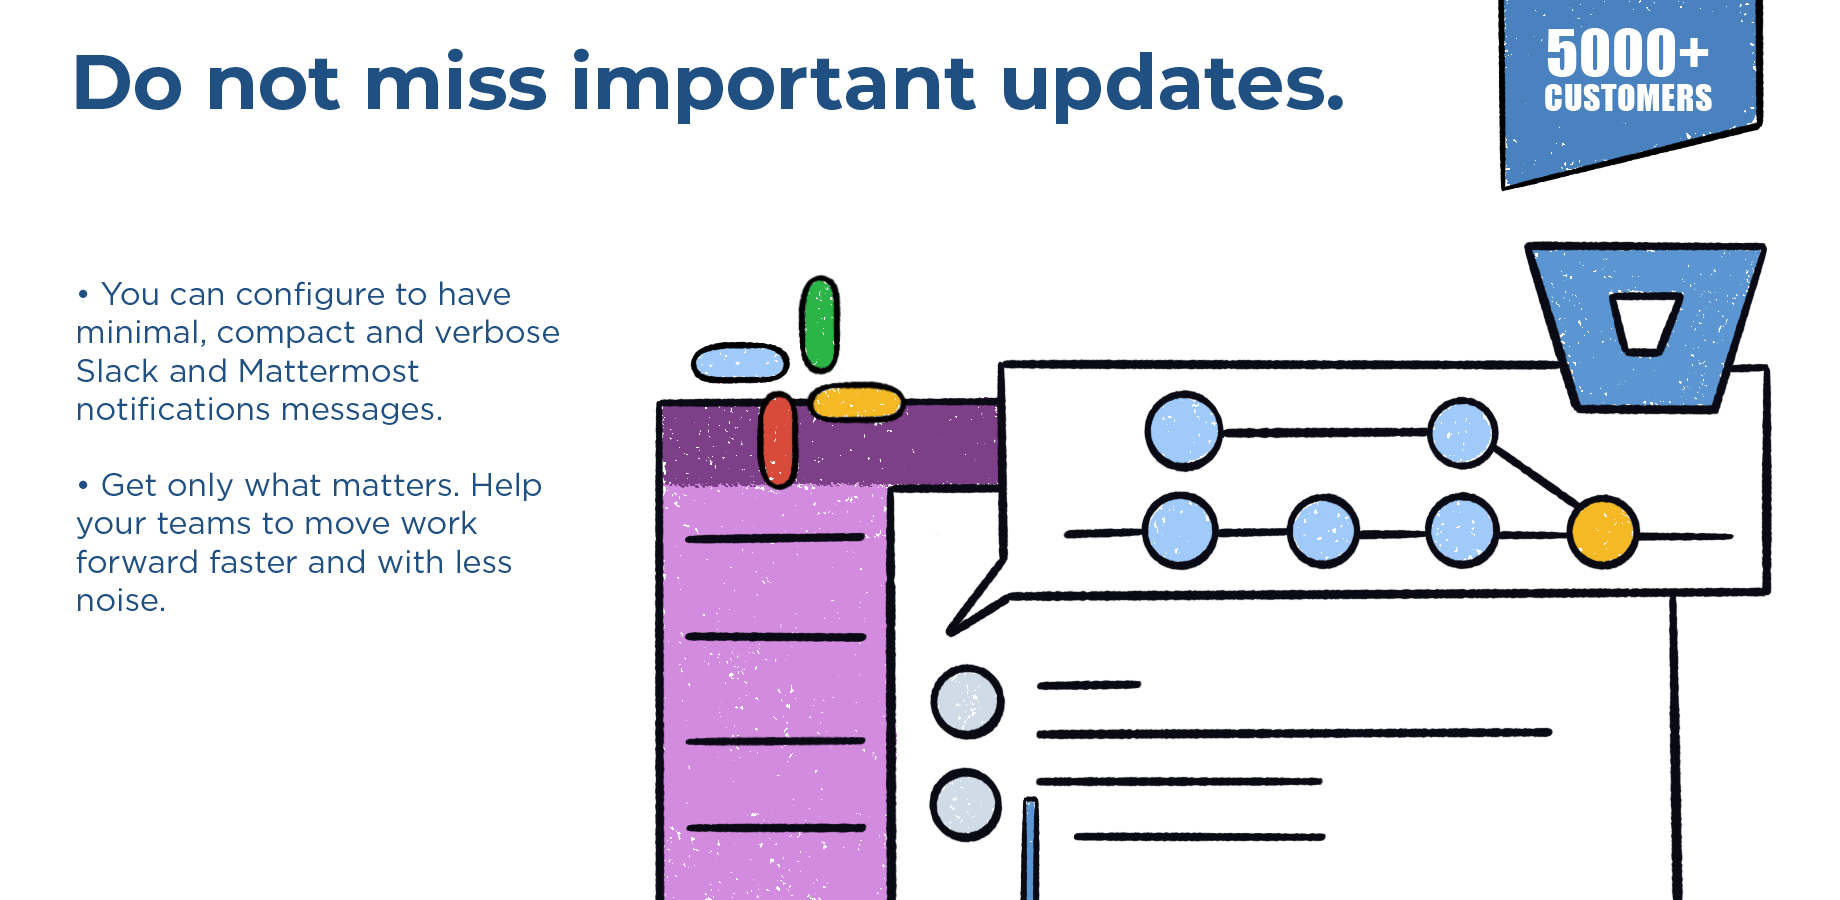 Do not miss important updates.
5000+
CUSTOMERS
• You can configure to have
minimal, compact and verbose
Slack and Mattermost
notifications messages.
• Get only what matters. Help
your teams to move work
forward faster and with less
noise.